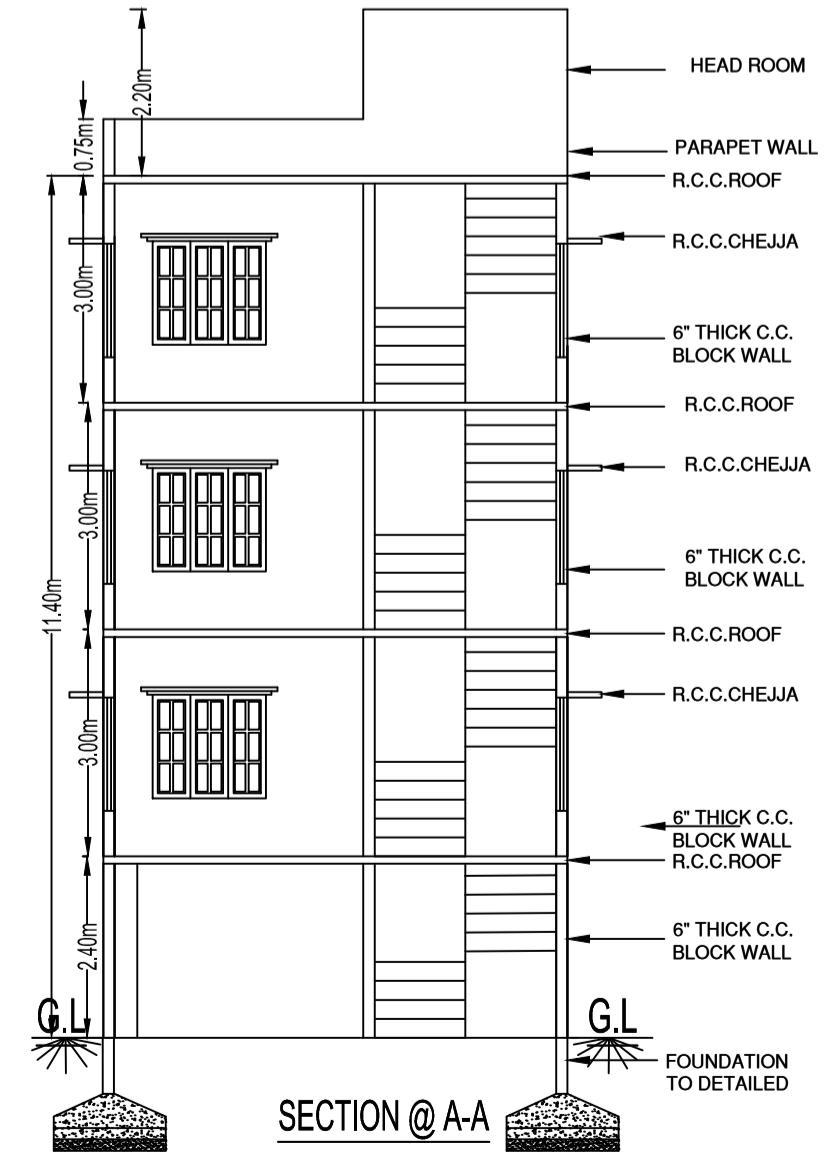 2.20m
HEAD ROOM
0.75m
PARAPET WALL
R.C.C.ROOF
R.C.C.CHEJJA
3.00m
6" THICK C.C.
BLOCK WALL
R.C.C.ROOF
R.C.C.CHEJJA
3.00m
6" THICK C.C.
BLOCK WALL
11.40m
R.C.C.ROOF
R.C.C.CHEJJA
3.00m
6" THICK C.C.
BLOCK WALL
R.C.C.ROOF
2.40m
6" THICK C.C.
BLOCK WALL
G.L
G.L
FOUNDATION
TO DETAILED
SECTION @ A-A